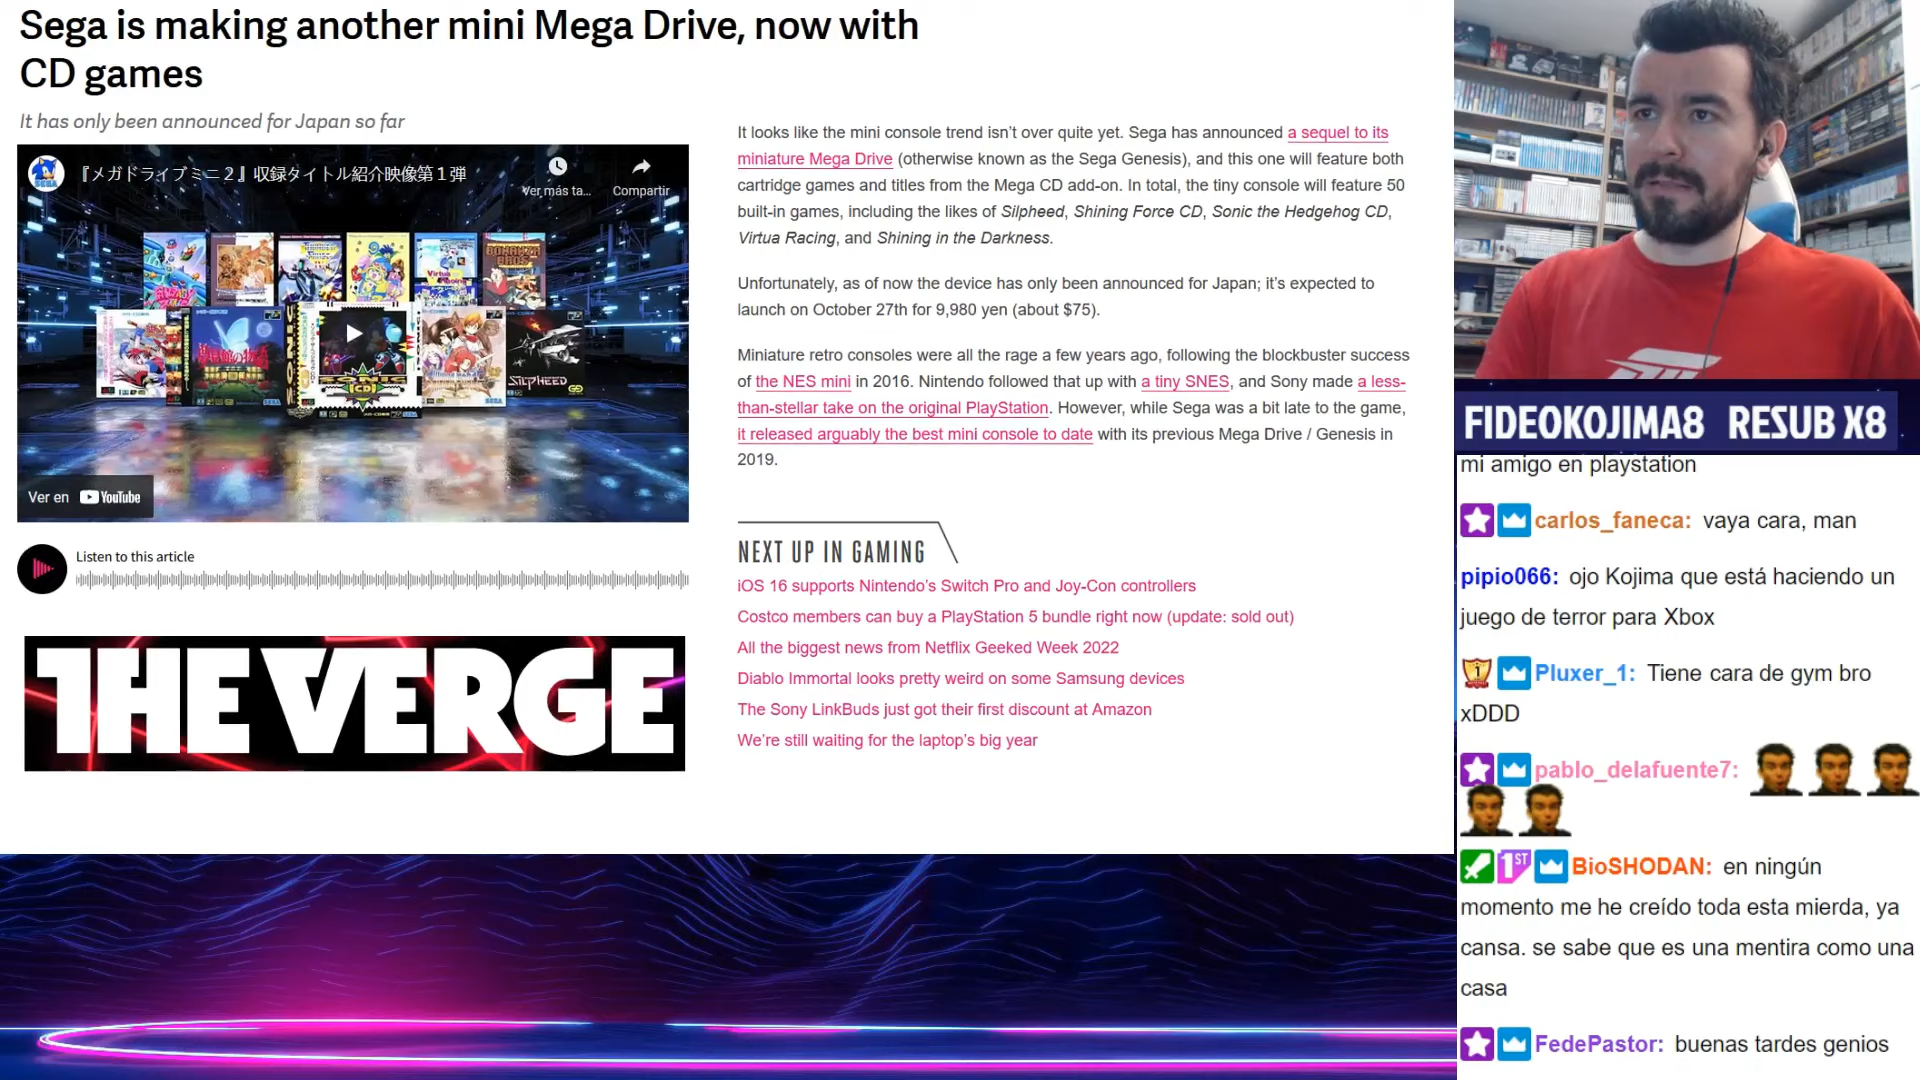 Sega is making another mini Mega Drive, now with
CD games
It has only been announced for Japan so far
『メガドライブミニ２』収録タイトル紹介映像第１弾
Ver más ta...
Compartir
SEGA
BONANZA
BROS.
SONIC
CD
SILPHEED
Ver en YouTube
Listen to this article
THE VERGE
It looks like the mini console trend isn't over quite yet. Sega has announced a sequel to its
miniature Mega Drive (otherwise known as the Sega Genesis), and this one will feature both
cartridge games and titles from the Mega CD add-on. In total, the tiny console will feature 50
built-in games, including the likes of Silpheed, Shining Force CD, Sonic the Hedgehog CD,
Virtua Racing, and Shining in the Darkness.
Unfortunately, as of now the device has only been announced for Japan; it's expected to
launch on October 27th for 9,980 yen (about $75).
Miniature retro consoles were all the rage a few years ago, following the blockbuster success
of the NES mini in 2016. Nintendo followed that up with a tiny SNES, and Sony made a less-
than-stellar take on the original PlayStation. However, while Sega was a bit late to the game,
it released arguably the best mini console to date with its previous Mega Drive / Genesis in
2019.
NEXT UP IN GAMING
iOS 16 supports Nintendo's Switch Pro and Joy-Con controllers
Costco members can buy a PlayStation 5 bundle right now (update: sold out)
All the biggest news from Netflix Geeked Week 2022
Diablo Immortal looks pretty weird on some Samsung devices
The Sony LinkBuds just got their first discount at Amazon
We're still waiting for the laptop's big year
FIDEOKOJIMA8 RESUB X8
mi amigo en playstation
carlos_faneca: vaya cara, man
pipio066: ojo Kojima que está haciendo un
juego de terror para Xbox
Pluxer_1: Tiene cara de gym bro
xDDD
pablo_delafuente7:
1ST BioSHODAN: en ningún
momento me he creído toda esta mierda, ya
cansa. se sabe que es una mentira como una
casa
FedePastor: buenas tardes genios